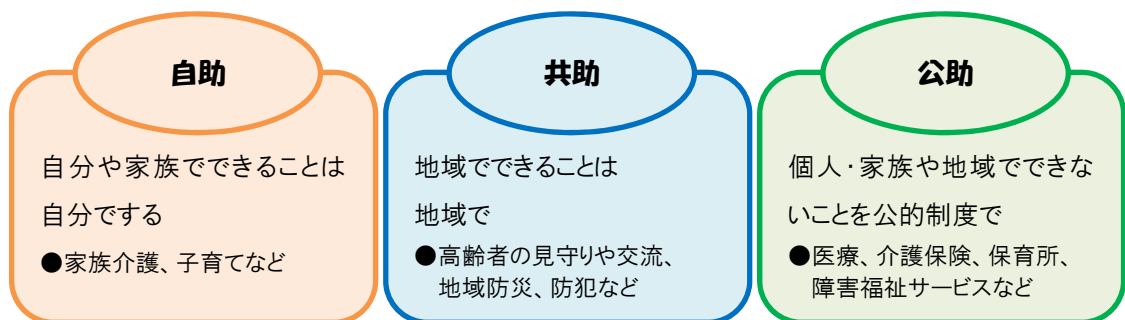 自助
自分や家族でできることは
自分でする
●家族介護、子育てなど
共助
地域でできることは
地域で
●高齢者の見守りや交流、
地域防災、防犯など
公助
個人・家族や地域でできな
いことを公的制度で
●医療、介護保険、保育所、
障害福祉サービスなど